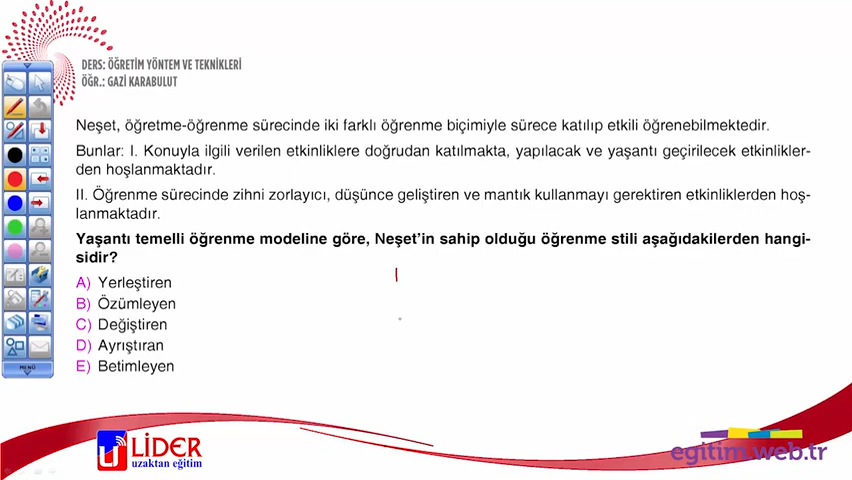 DERS: ÖĞRETİM YÖNTEM VE TEKNİKLERİ
ÖĞR.: GAZİ KARABULUT
Neşet, öğretme-öğrenme sürecinde iki farklı öğrenme biçimiyle sürece katılıp etkili öğrenebilmektedir.
Bunlar: I. Konuyla ilgili verilen etkinliklere doğrudan katılmakta, yapılacak ve yaşantı geçirilecek etkinlikler-
den hoşlanmaktadır.
II. Öğrenme sürecinde zihni zorlayıcı, düşünce geliştiren ve mantık kullanmayı gerektiren etkinliklerden hoş-
lanmaktadır.
Yaşantı temelli öğrenme modeline göre, Neşet'in sahip olduğu öğrenme stili aşağıdakilerden hangi-
sidir?
A) Yerleştiren
B) Özümleyen
C) Değiştiren
D) Ayrıştıran
E) Betimleyen
MENÜ
LİDER
uzaktan eğitim
egitim.web.tr